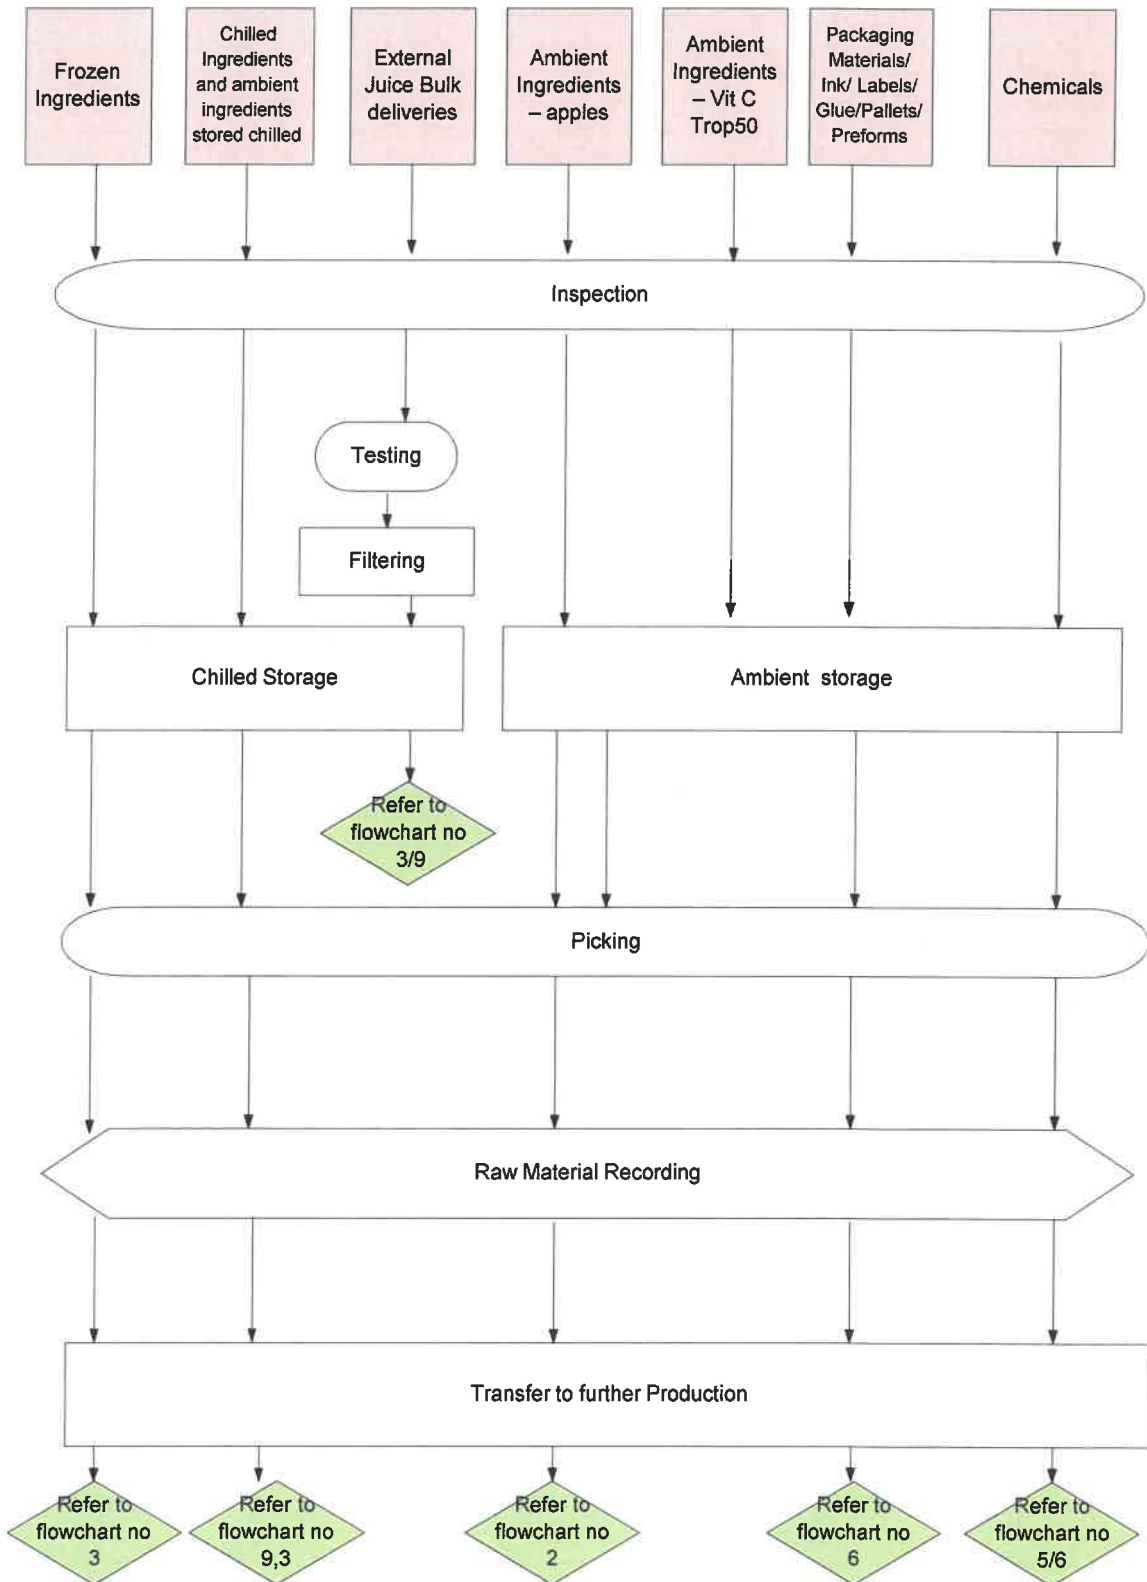 Frozen
Ingredients
Chilled
Ingredients
and ambient
ingredients
stored chilled
External
Juice Bulk
deliveries
Ambient
Ingredients
– apples
Ambient
Ingredients
– Vit C
Trop50
Packaging
Materials/
Ink/ Labels/
Glue/Pallets/
Preforms
Chemicals
Inspection
Testing
Filtering
Chilled Storage
Ambient storage
Refer to
flowchart no
3/9
Picking
Raw Material Recording
Transfer to further Production
Refer to
flowchart no
3
Refer to
flowchart no
9,3
Refer to
flowchart no
2
Refer to
flowchart no
6
Refer to
flowchart no
5/6